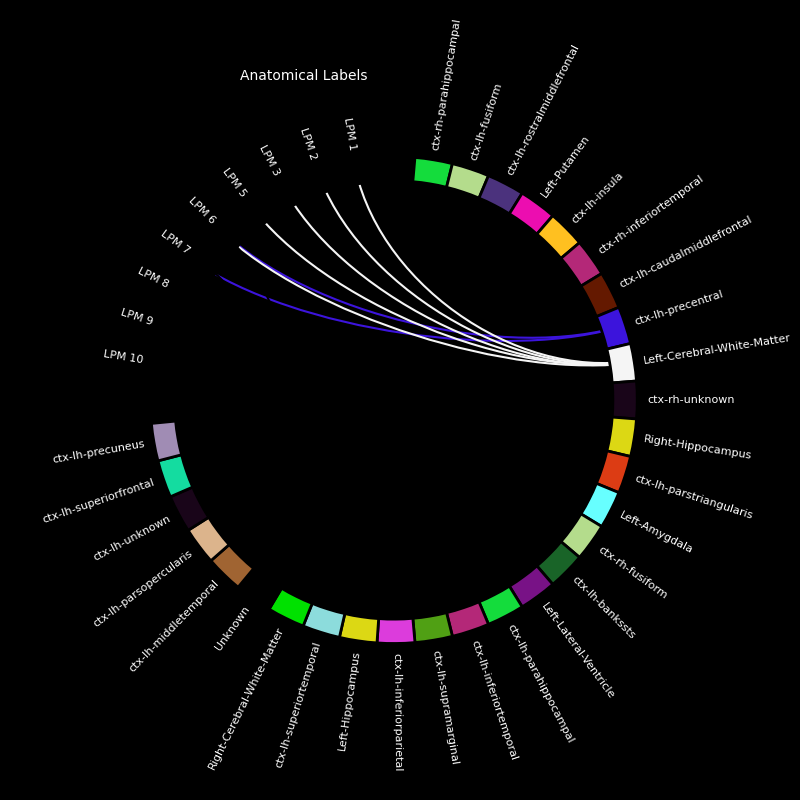 Anatomical Labels
LPM 1
LPM 2
LPM 3
LPM 5
LPM 6
LPM 7
LPM 8
LPM 9
LPM 10
ctx-lh-precuneus
ctx-lh-superiorfrontal
ctx-lh-unknown
ctx-lh-parsopercularis
ctx-lh-middletemporal
Unknown
Right-Cerebral-White-Matter
ctx-lh-superiortemporal
Left-Hippocampus
ctx-lh-inferiorparietal
ctx-lh-supramarginal
ctx-lh-inferiortemporal
ctx-lh-parahippocampal
Left-Lateral-Ventricle
ctx-lh-bankssts
ctx-rh-fusiform
Left-Amygdala
ctx-lh-parstriangularis
Right-Hippocampus
ctx-rh-unknown
Left-Cerebral-White-Matter
ctx-lh-precentral
ctx-lh-caudalmiddlefrontal
ctx-rh-inferiortemporal
ctx-lh-insula
Left-Putamen
ctx-lh-rostralmiddlefrontal
ctx-lh-fusiform
ctx-rh-parahippocampal